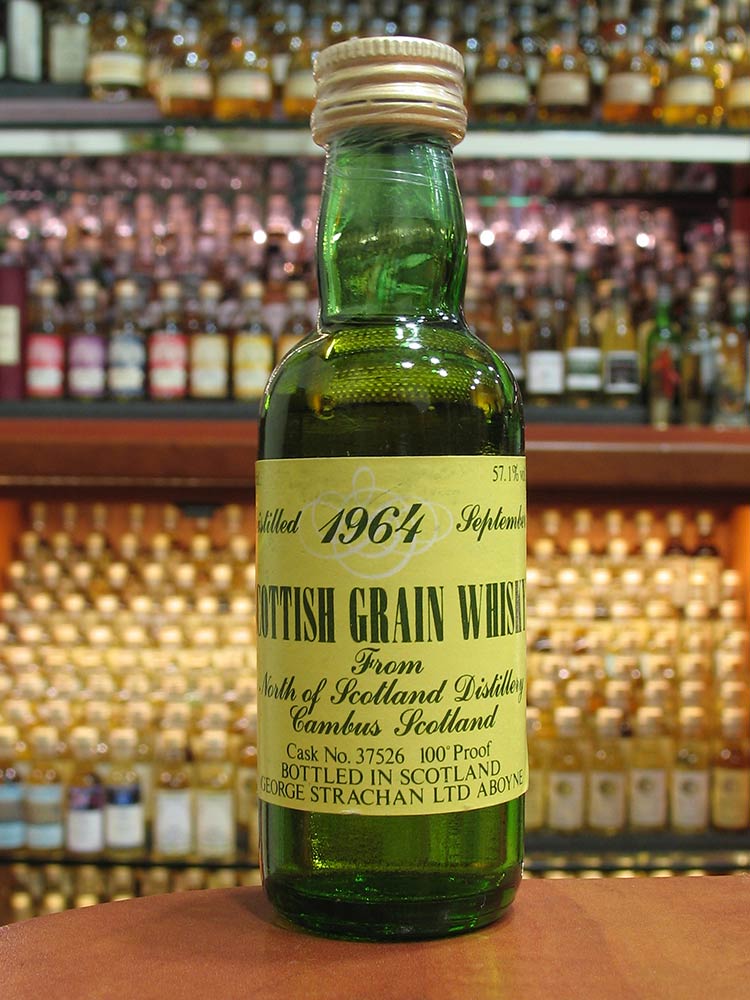 57.1% vol
istilled 1964 September
COTTISH GRAIN WHISKY
From
North of Scotland Distillery
Cambus Scotland
Cask No. 37526 100° Proof
BOTTLED IN SCOTLAND
GEORGE STRACHAN LTD ABOYNE